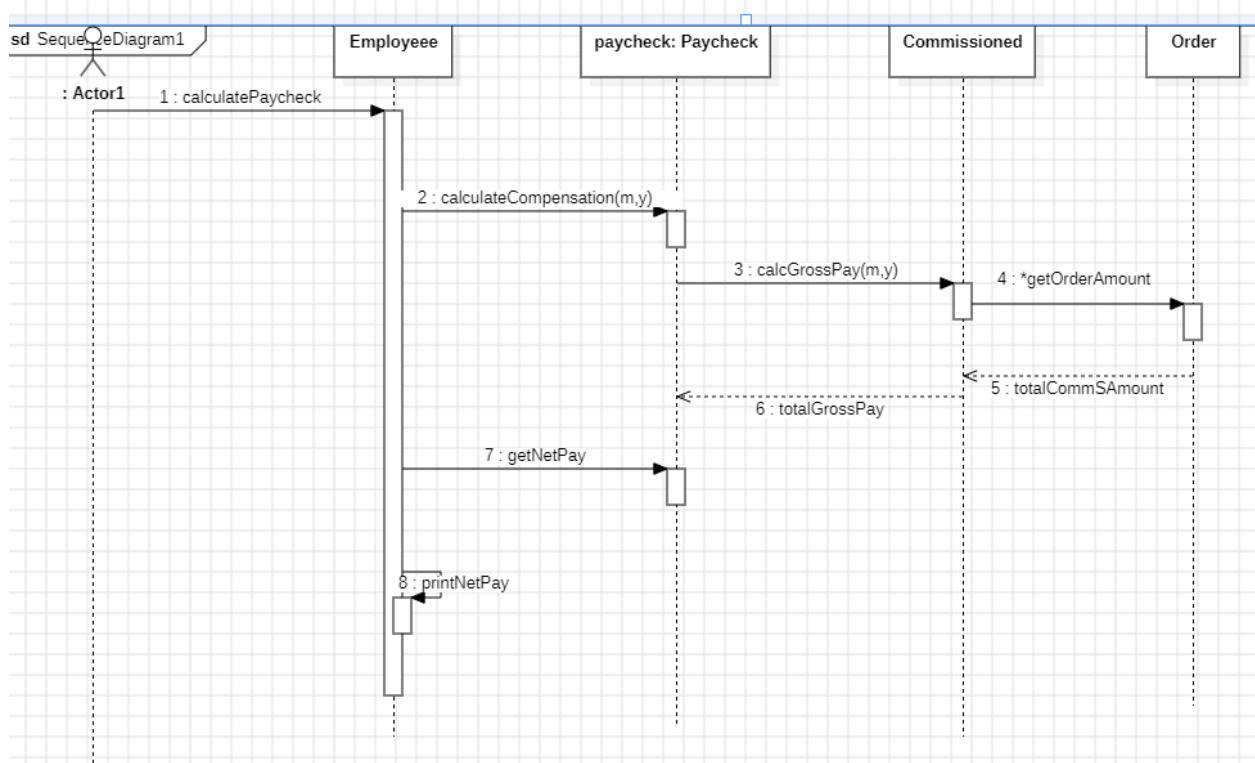 sd SequenceDiagram1
Employeee
paycheck: Paycheck
Commissioned
Order
: Actor1
1 : calculatePaycheck
2 : calculateCompensation(m,y)
3 : calcGrossPay(m,y)
4 : *getOrderAmount
5 : totalCommSAmount
6 : totalGrossPay
7 : getNetPay
8 : printNetPay